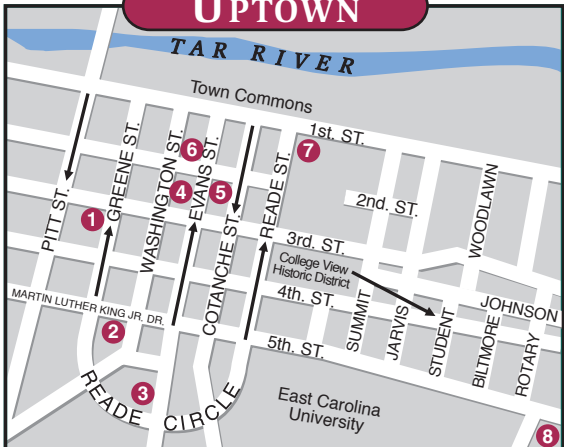 UPTOWN
TAR RIVER
Town Commons
1st. ST.
PITT ST.
GREENE ST.
WASHINGTON ST.
EVANS ST.
COTANCHE ST.
READE ST.
6
7
4
5
1
2nd. ST.
WOODLAWN
3rd. ST.
College View
Historic District
4th. ST.
MARTIN LUTHER KING JR. DR.
SUMMIT
JARVIS
STUDENT
BILTMORE
ROTARY
JOHNSON
2
5th. ST.
3
READE CIRCLE
East Carolina
University
8